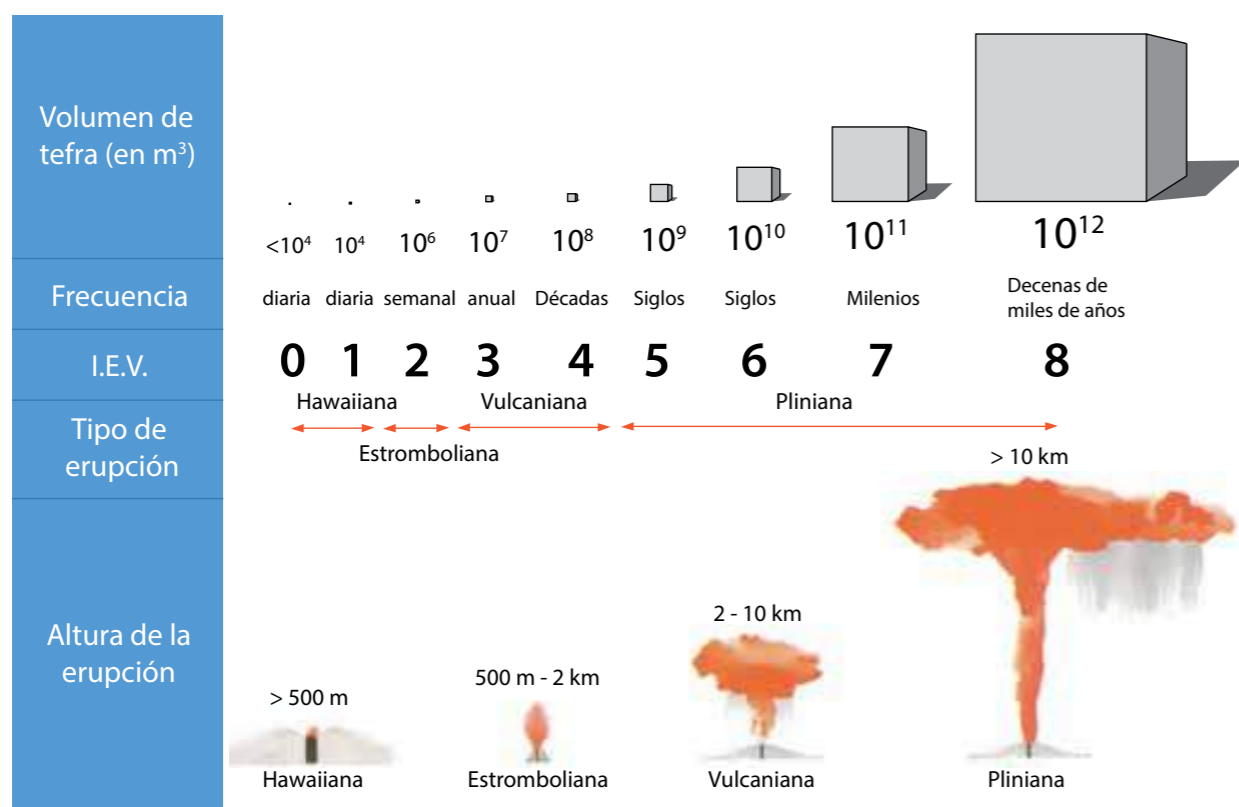 Volumen de
tefra (en m³)
<10⁴ 10⁴ 10⁶ 10⁷ 10⁸ 10⁹ 10¹⁰ 10¹¹ 10¹²
Frecuencia
diaria diaria semanal anual Décadas Siglos Siglos Milenios Decenas de
miles de años
I.E.V.
0 1 2 3 4 5 6 7 8
Tipo de
erupción
Hawaiiana Vulcaniana Pliniana
Estromboliana
Altura de la
erupción
> 500 m
500 m - 2 km
2 - 10 km
> 10 km
Hawaiiana Estromboliana Vulcaniana Pliniana